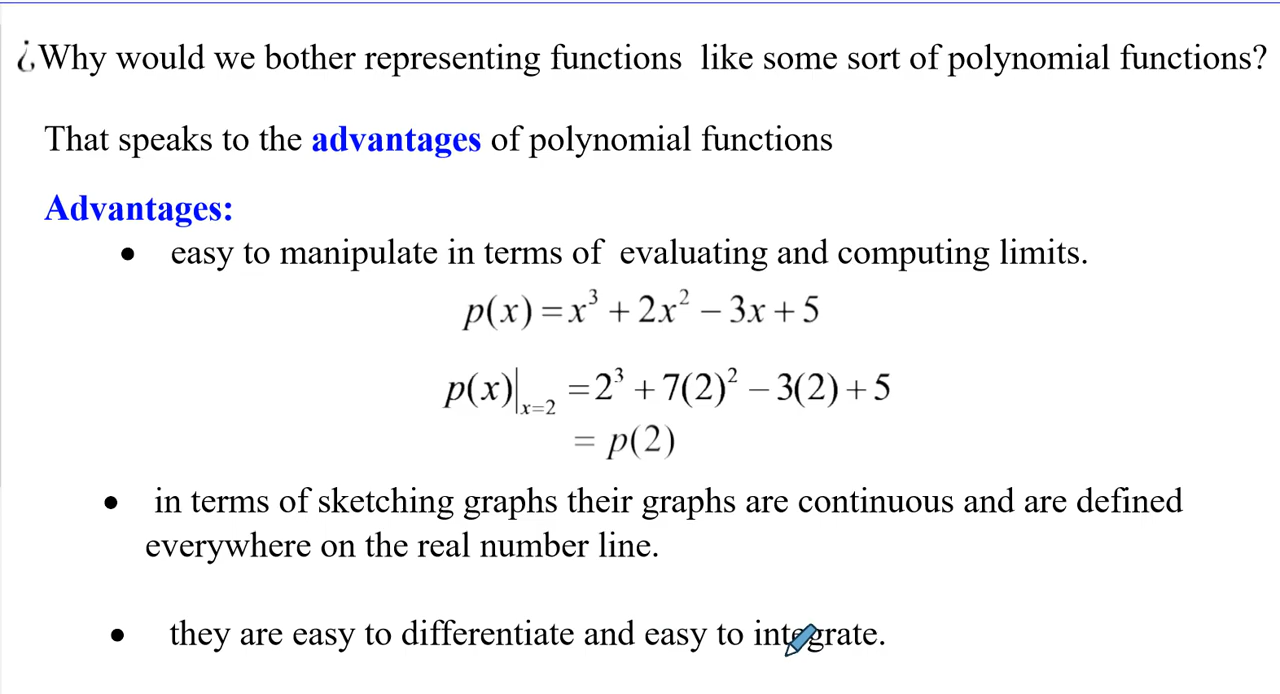 ¿Why would we bother representing functions like some sort of polynomial functions?
That speaks to the advantages of polynomial functions
Advantages:
• easy to manipulate in terms of evaluating and computing limits.
p(x) = x³ + 2x² − 3x + 5
p(x)|ₓ₌₂ = 2³ + 7(2)² − 3(2) + 5
= p(2)
• in terms of sketching graphs their graphs are continuous and are defined
everywhere on the real number line.
• they are easy to differentiate and easy to integrate.